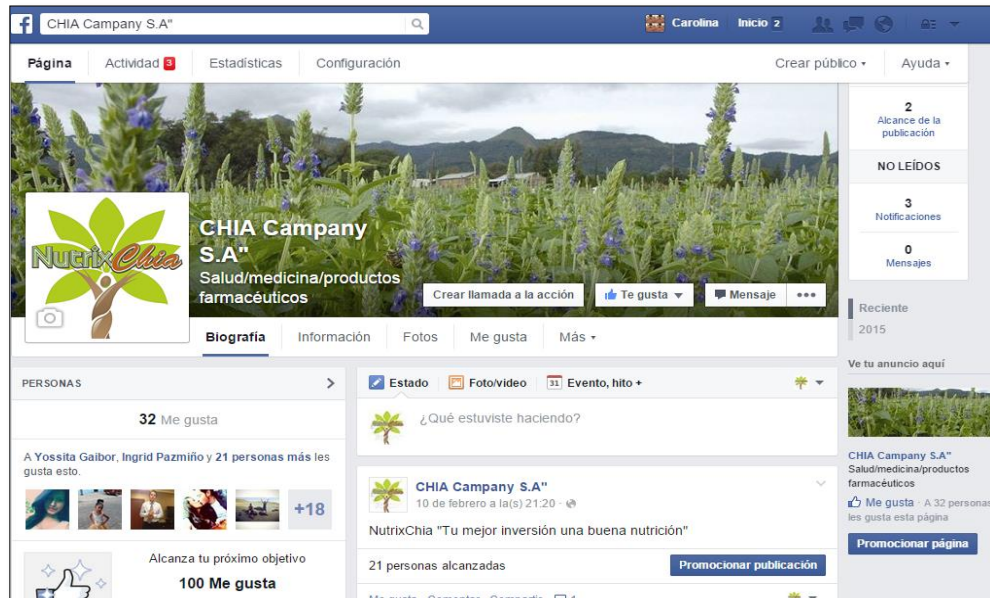 CHIA Campany S.A"
Carolina
Inicio 2
Página
Actividad 3
Estadísticas
Configuración
Crear público
Ayuda
2
Alcance de la
publicación
NO LEÍDOS
3
Notificaciones
0
Mensajes
NutrixChia
CHIA Campany
S.A"
Salud/medicina/productos
farmacéuticos
Crear llamada a la acción
Te gusta
Mensaje
Biografía
Información
Fotos
Me gusta
Más
Reciente
2015
PERSONAS
32 Me gusta
A Yossita Gaibor, Ingrid Pazmiño y 21 personas más les
gusta esto.
+18
Alcanza tu próximo objetivo
100 Me gusta
Estado
Foto/video
31 Evento, hito +
¿Qué estuviste haciendo?
CHIA Campany S.A"
10 de febrero a la(s) 21:20 ·
NutrixChia "Tu mejor inversión una buena nutrición"
21 personas alcanzadas
Promocionar publicación
Me gusta · Comentar · Compartir · 1
Ve tu anuncio aquí
CHIA Campany S.A"
Salud/medicina/productos
farmacéuticos
Me gusta · A 32 personas
les gusta esta página
Promocionar página